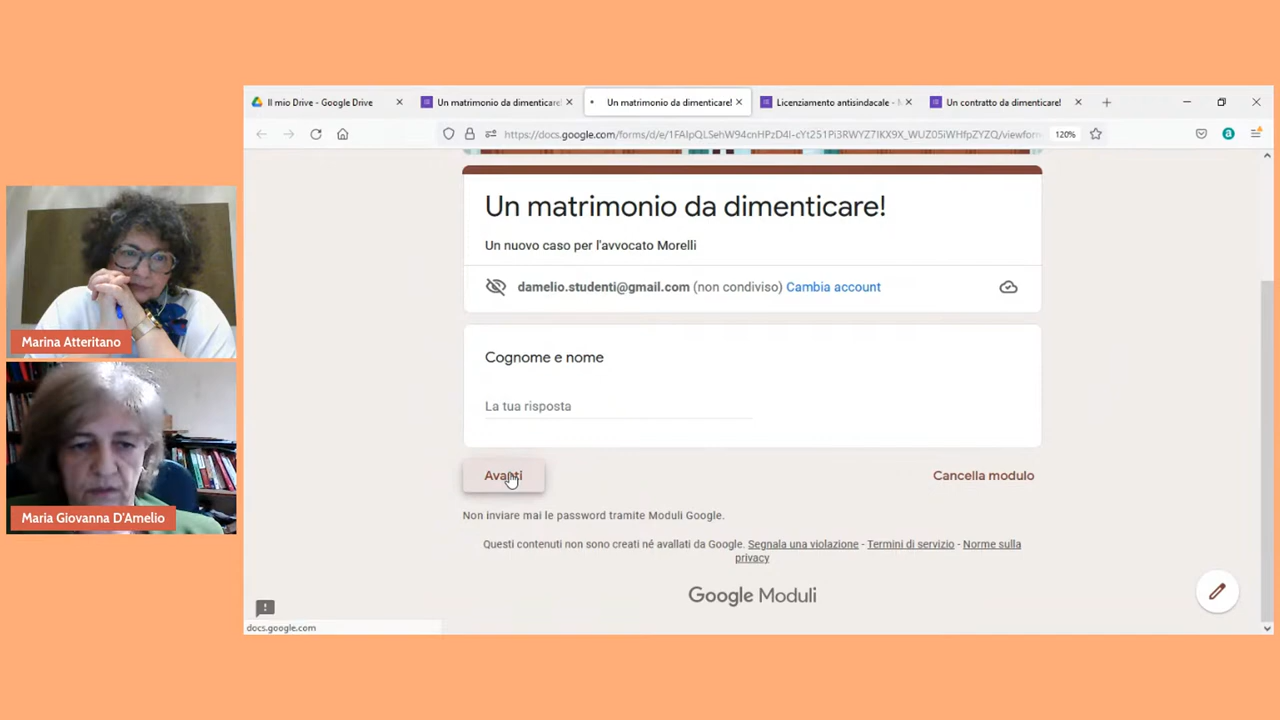 Il mio Drive - Google Drive
Un matrimonio da dimenticare!
Un matrimonio da dimenticare!
Licenziamento antisindacale -
Un contratto da dimenticare!
120%
Un matrimonio da dimenticare!
Un nuovo caso per l'avvocato Morelli
damelio.studenti@gmail.com (non condiviso) Cambia account
Cognome e nome
La tua risposta
Avanti
Cancella modulo
Non inviare mai le password tramite Moduli Google.
Questi contenuti non sono creati né avallati da Google. Segnala una violazione - Termini di servizio - Norme sulla
privacy
Google Moduli
docs.google.com
Marina Atteritano
Maria Giovanna D'Amelio